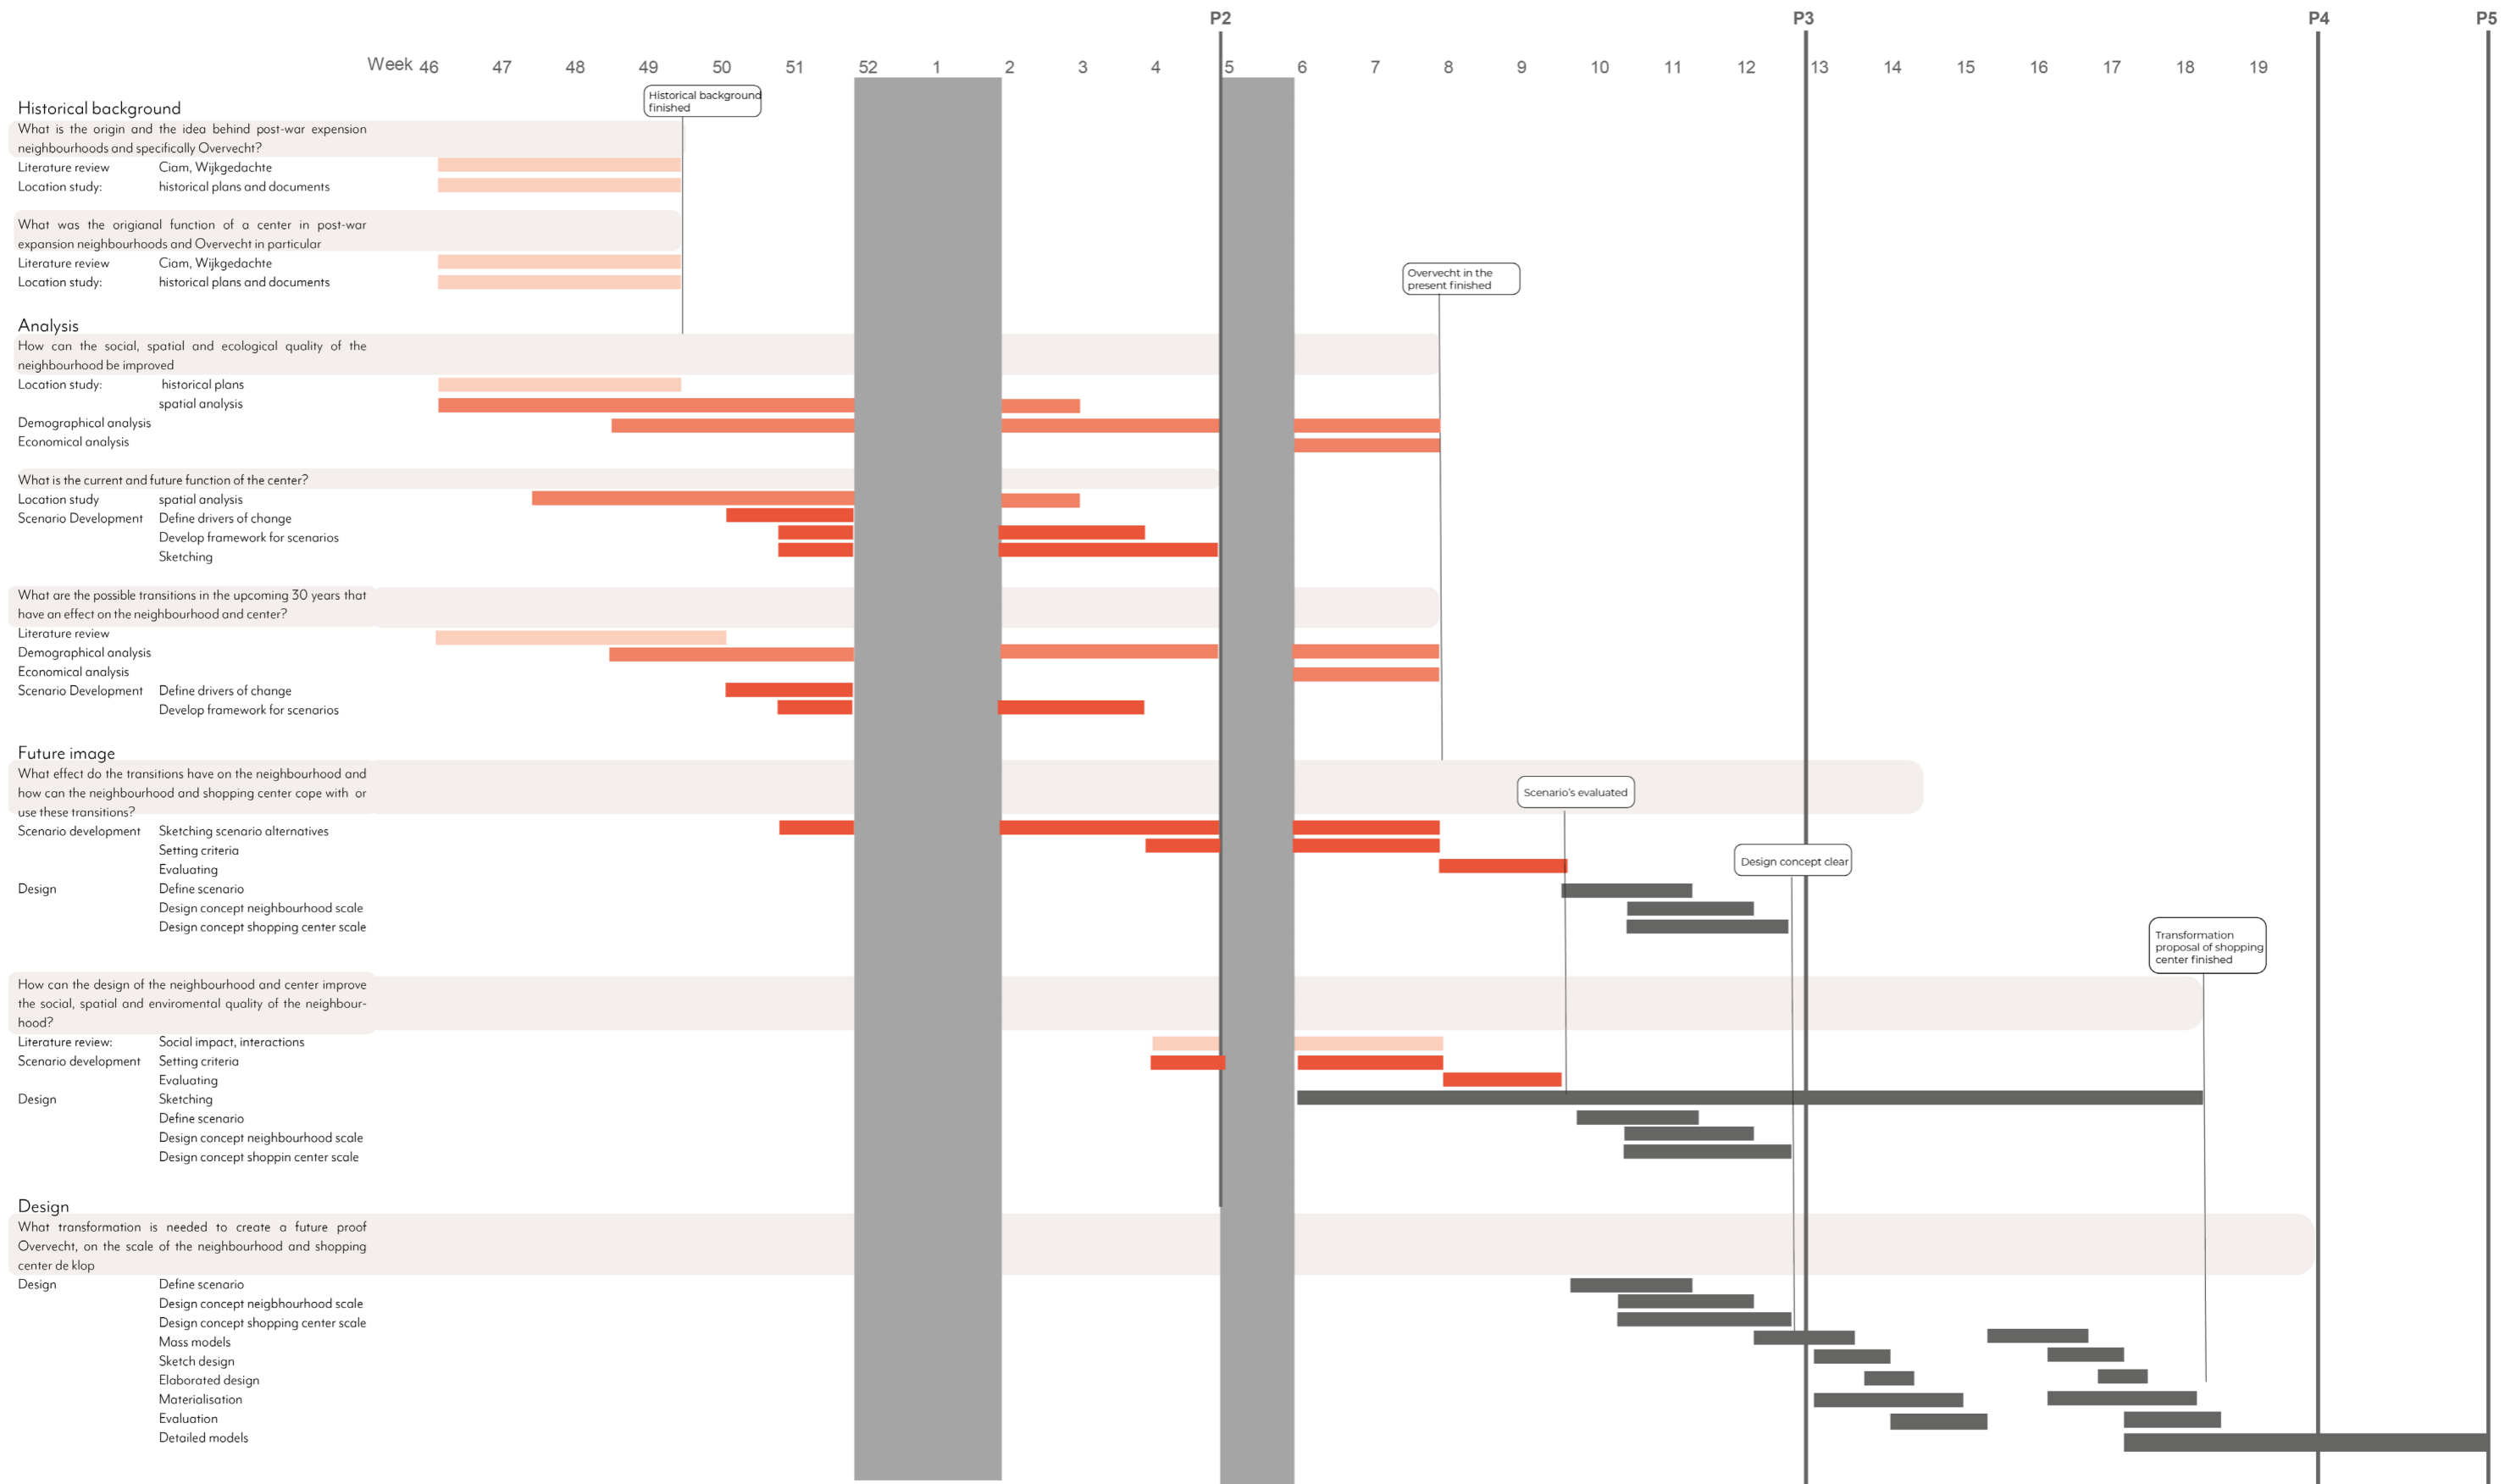 P2 P3 P4 P5
Week 46 47 48 49 50 51 52 1 2 3 4 5 6 7 8 9 10 11 12 13 14 15 16 17 18 19
Historical background
finished
Historical background
What is the origin and the idea behind post-war expension
neighbourhoods and specifically Overvecht?
Literature review Ciam, Wijkgedachte
Location study: historical plans and documents
What was the origianal function of a center in post-war
expansion neighbourhoods and Overvecht in particular
Literature review Ciam, Wijkgedachte
Location study: historical plans and documents
Overvecht in the
present finished
Analysis
How can the social, spatial and ecological quality of the
neighbourhood be improved
Location study: historical plans
spatial analysis
Demographical analysis
Economical analysis
What is the current and future function of the center?
Location study spatial analysis
Scenario Development Define drivers of change
Develop framework for scenarios
Sketching
What are the possible transitions in the upcoming 30 years that
have an effect on the neighbourhood and center?
Literature review
Demographical analysis
Economical analysis
Scenario Development Define drivers of change
Develop framework for scenarios
Future image
What effect do the transitions have on the neighbourhood and
how can the neighbourhood and shopping center cope with or
use these transitions?
Scenario's evaluated
Scenario development Sketching scenario alternatives
Setting criteria
Evaluating
Design concept clear
Design Define scenario
Design concept neighbourhood scale
Design concept shopping center scale
Transformation
proposal of shopping
center finished
How can the design of the neighbourhood and center improve
the social, spatial and enviromental quality of the neighbour-
hood?
Literature review: Social impact, interactions
Scenario development Setting criteria
Evaluating
Design Sketching
Define scenario
Design concept neighbourhood scale
Design concept shoppin center scale
Design
What transformation is needed to create a future proof
Overvecht, on the scale of the neighbourhood and shopping
center de klop
Design Define scenario
Design concept neigbhourhood scale
Design concept shopping center scale
Mass models
Sketch design
Elaborated design
Materialisation
Evaluation
Detailed models